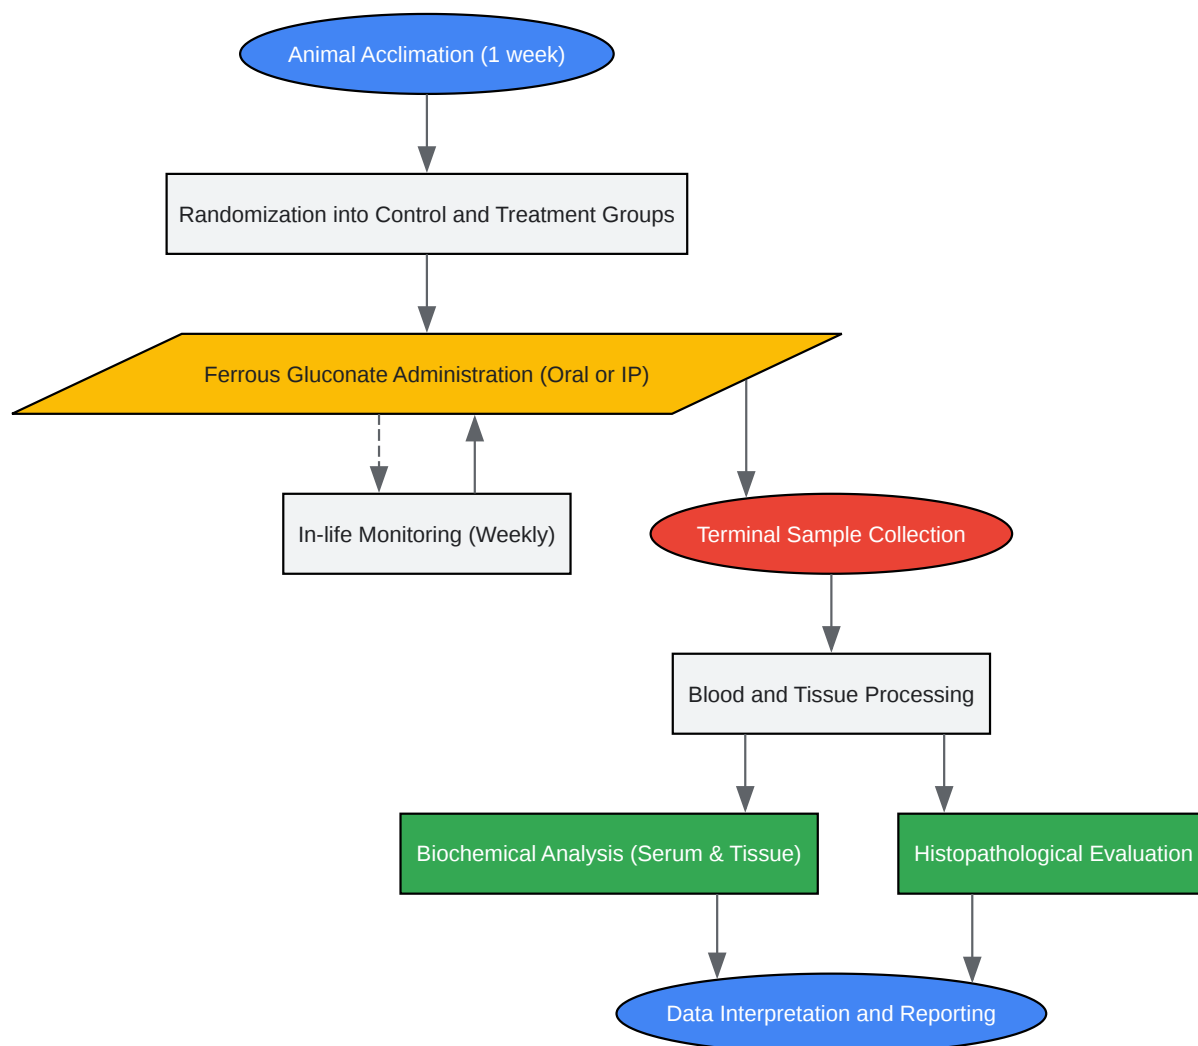 Animal Acclimation (1 week)
Randomization into Control and Treatment Groups
Ferrous Gluconate Administration (Oral or IP)
In-life Monitoring (Weekly)
Terminal Sample Collection
Blood and Tissue Processing
Biochemical Analysis (Serum & Tissue)
Histopathological Evaluation
Data Interpretation and Reporting